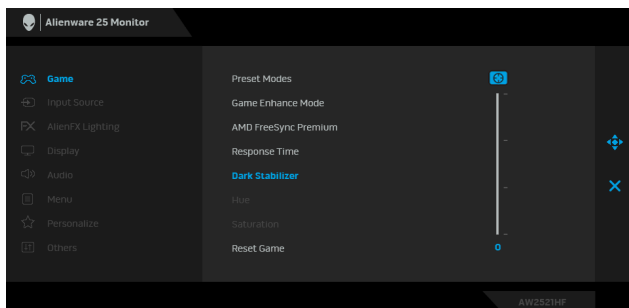 Alienware 25 Monitor
Game
Input Source
AlienFX Lighting
Display
Audio
Menu
Personalize
Others
Preset Modes
Game Enhance Mode
AMD FreeSync Premium
Response Time
Dark Stabilizer
Hue
Saturation
Reset Game
0
AW2521HF